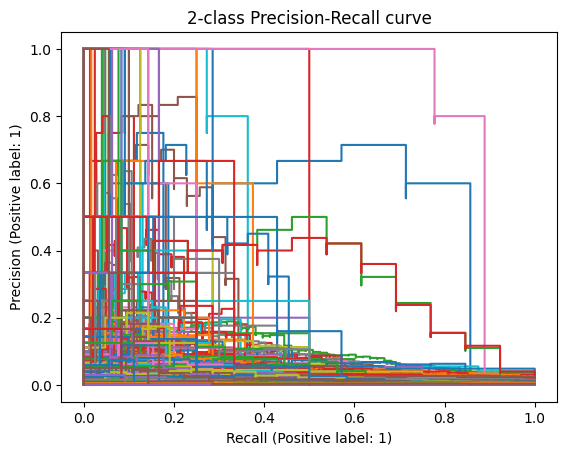 2-class Precision-Recall curve
Precision (Positive label: 1)
1.0
0.8
0.6
0.4
0.2
0.0
0.0 0.2 0.4 0.6 0.8 1.0
Recall (Positive label: 1)